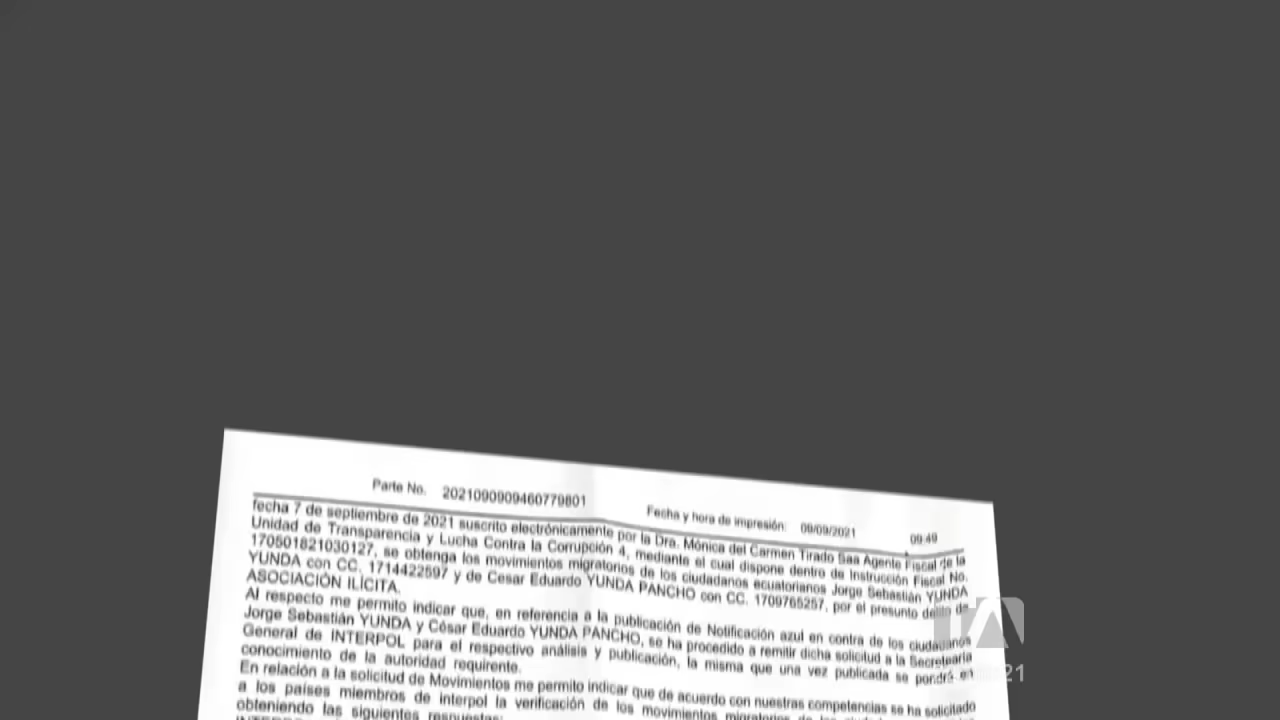 Parte No. 2021090909460779801 Fecha y hora de impresión: 09/09/2021 09:49
fecha 7 de septiembre de 2021 suscrito electrónicamente por la Dra. Mónica del Carmen Tirado Saa Agente Fiscal de la
Unidad de Transparencia y Lucha Contra la Corrupción 4, mediante el cual dispone dentro de Instrucción Fiscal No.
170501821030127, se obtenga los movimientos migratorios de los ciudadanos ecuatorianos Jorge Sebastián YUNDA
YUNDA con CC. 1714422597 y de Cesar Eduardo YUNDA PANCHO con CC. 1709765257, por el presunto delito de
ASOCIACIÓN ILÍCITA.
Al respecto me permito indicar que, en referencia a la publicación de Notificación azul en contra de los ciudadanos
Jorge Sebastián YUNDA y César Eduardo YUNDA PANCHO, se ha procedido a remitir dicha solicitud a la Secretaría
General de INTERPOL para el respectivo análisis y publicación, la misma que una vez publicada se pondrá en
conocimiento de la autoridad requirente.
En relación a la solicitud de Movimientos me permito indicar que de acuerdo con nuestras competencias se ha solicitado
a los países miembros de interpol la verificación de los movimientos migratorios de los
obteniendo las siguientes respuestas:
21